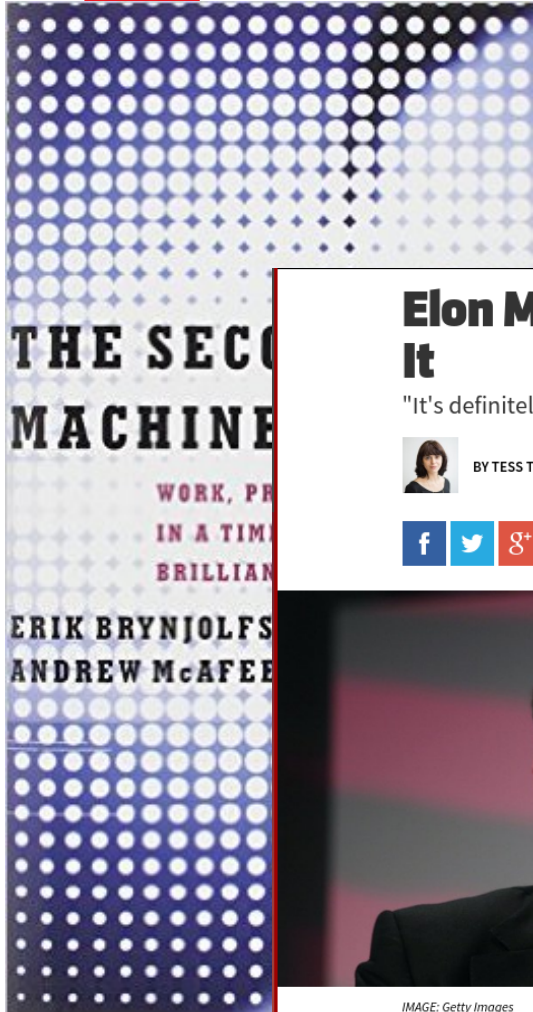 THE SEC
MACHINE
WORK, PR
IN A TIM
BRILLIAN
ERIK BRYNJOLFS
ANDREW McAFEE
Elon M
It
"It's definitel
BY TESS T
f
g+
IMAGE: Getty Images